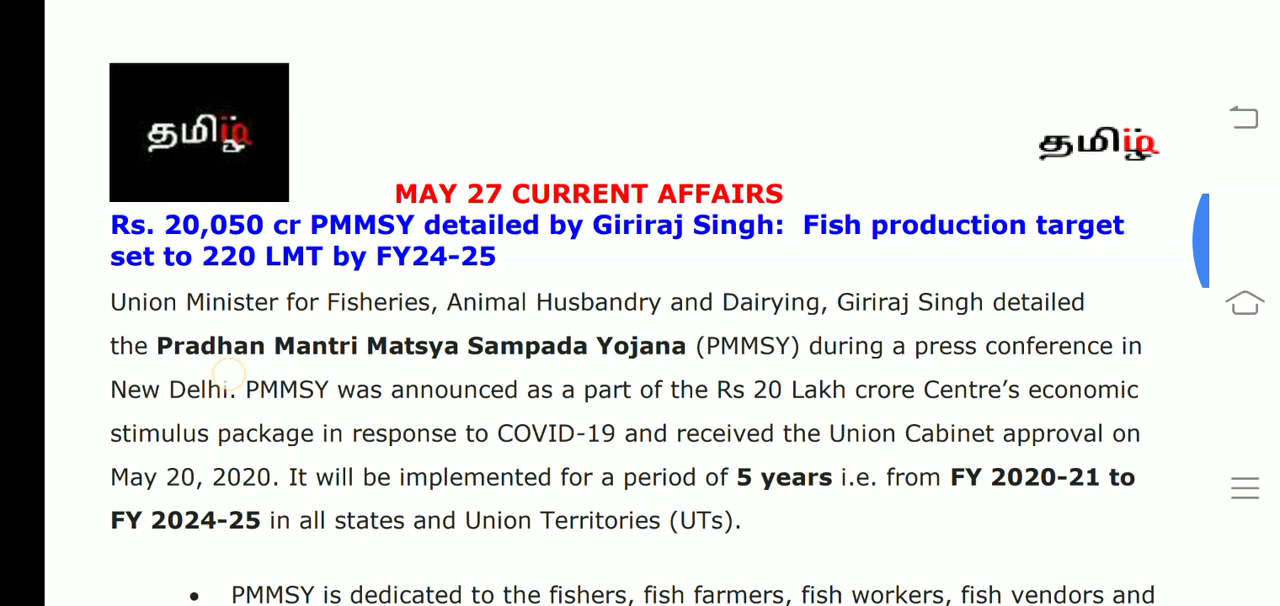 தமிழ்
தமிழ்
MAY 27 CURRENT AFFAIRS
Rs. 20,050 cr PMMSY detailed by Giriraj Singh: Fish production target
set to 220 LMT by FY24-25
Union Minister for Fisheries, Animal Husbandry and Dairying, Giriraj Singh detailed
the Pradhan Mantri Matsya Sampada Yojana (PMMSY) during a press conference in
New Delhi. PMMSY was announced as a part of the Rs 20 Lakh crore Centre’s economic
stimulus package in response to COVID-19 and received the Union Cabinet approval on
May 20, 2020. It will be implemented for a period of 5 years i.e. from FY 2020-21 to
FY 2024-25 in all states and Union Territories (UTs).
• PMMSY is dedicated to the fishers, fish farmers, fish workers, fish vendors and